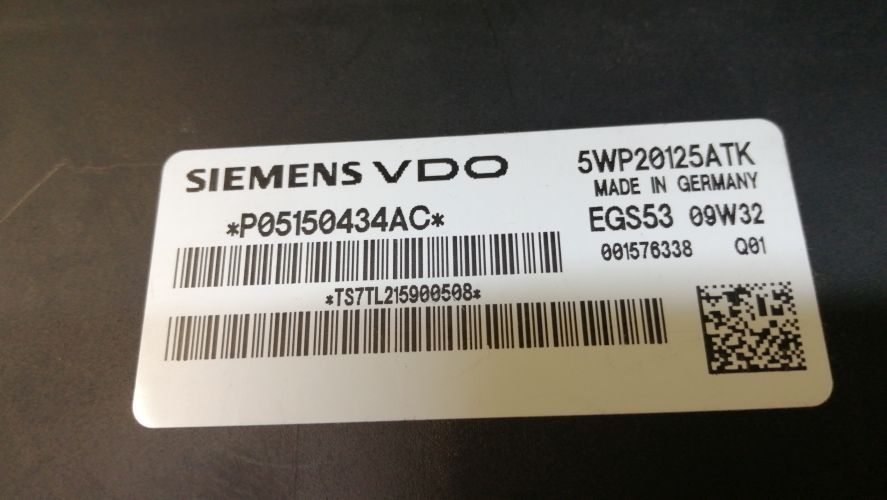 SIEMENS VDO
5WP20125ATK
MADE IN GERMANY
*P05150434AC*
EGS53 09W32
001576338 Q01
*TS7TL215900508*